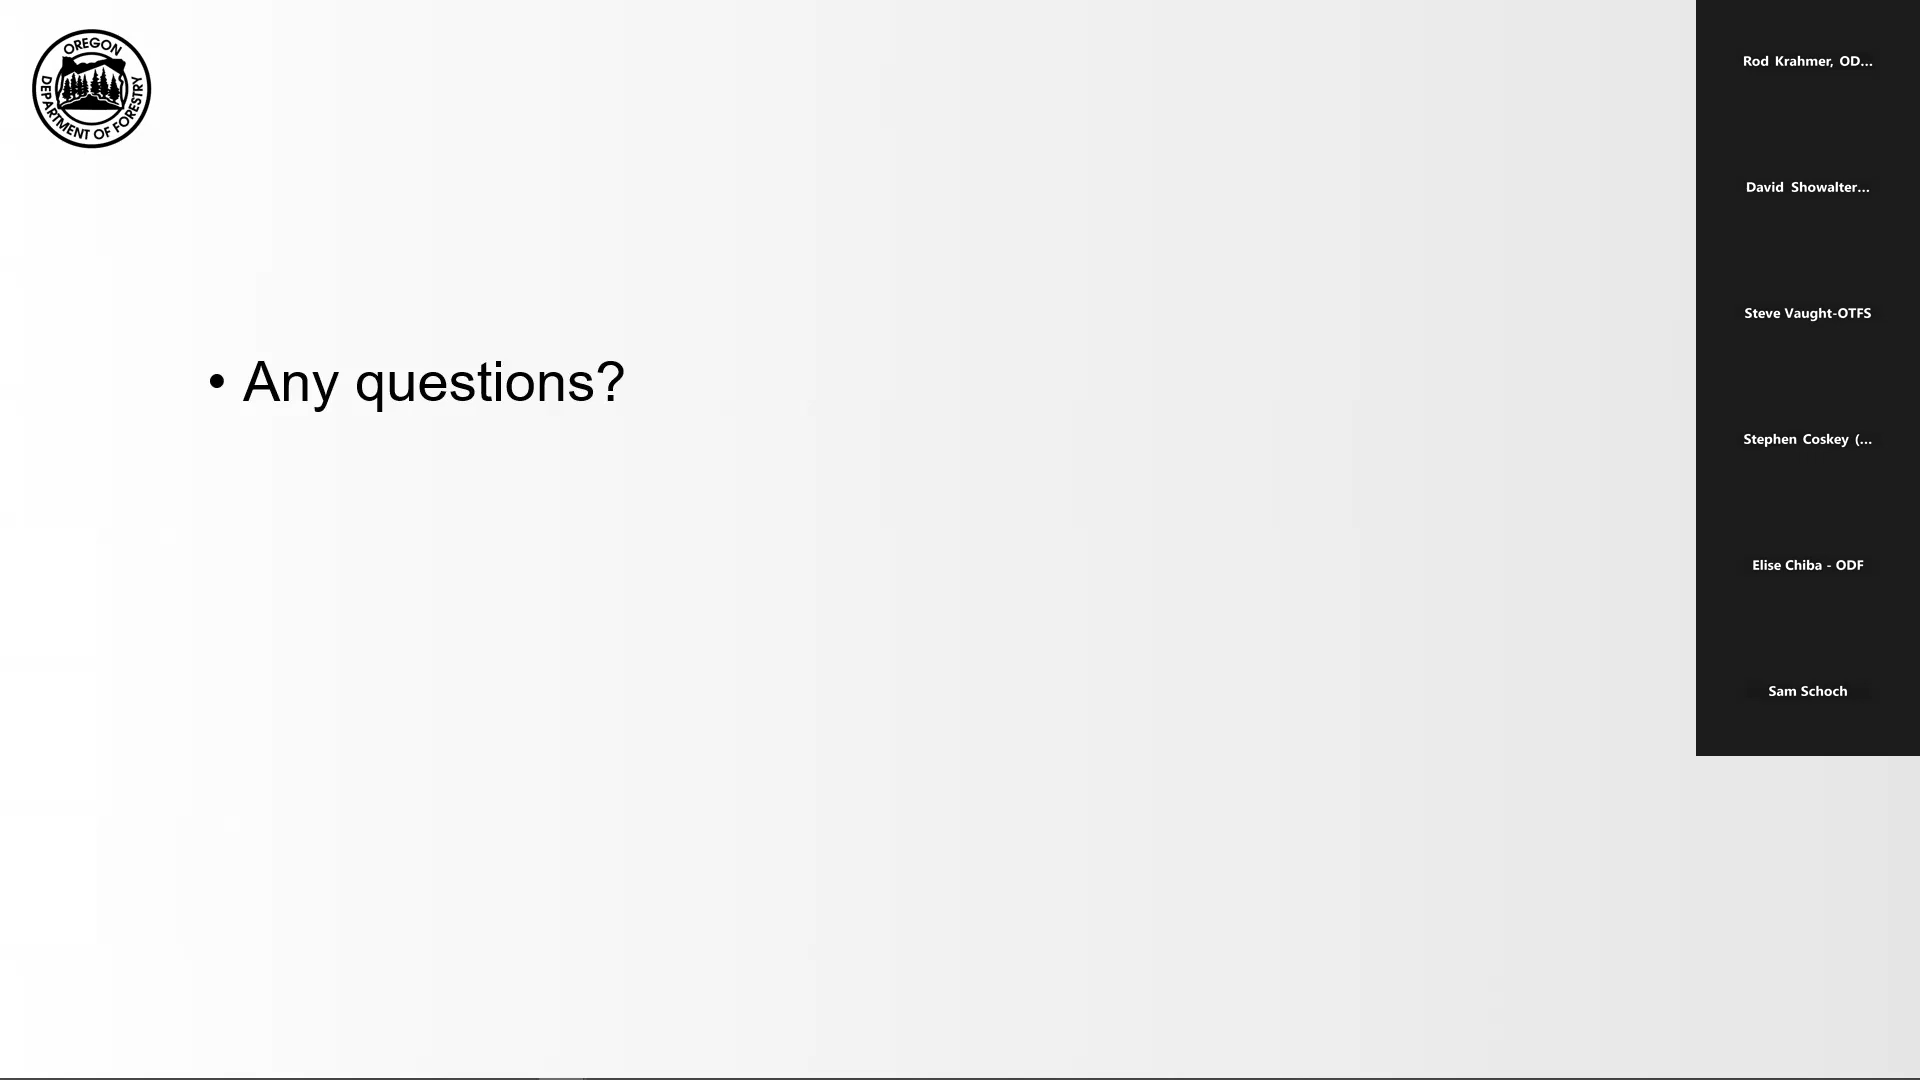 OREGON
DEPARTMENT OF FORESTRY
• Any questions?
Rod Krahmer, OD...
David Showalter...
Steve Vaught-OTFS
Stephen Coskey (...
Elise Chiba - ODF
Sam Schoch